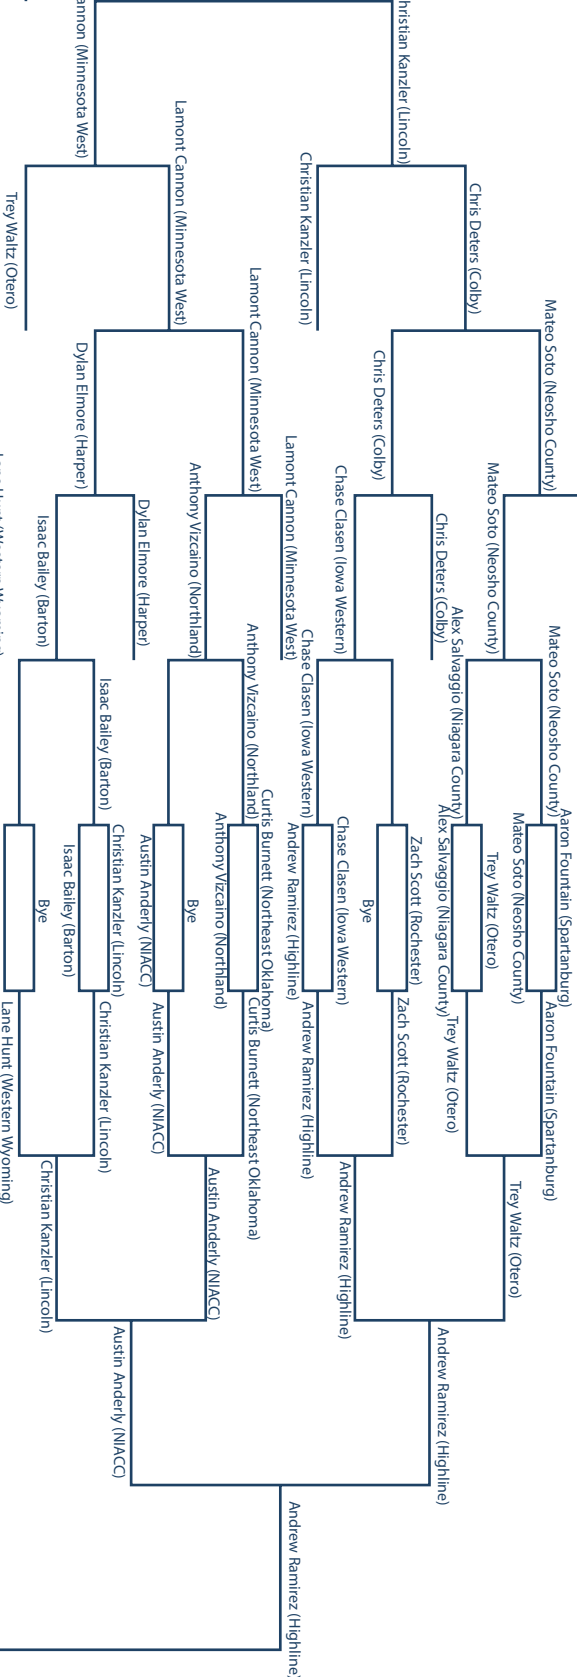 annon (Minnesota West)
hristian Kanzler (Lincoln)
Trey Waltz (Otero)
Lamont Cannon (Minnesota West)
Christian Kanzler (Lincoln)
Chris Deters (Colby)
Dylan Elmore (Harper)
Lamont Cannon (Minnesota West)
Chris Deters (Colby)
Mateo Soto (Neosho County)
Isaac Bailey (Barton)
Dylan Elmore (Harper)
Anthony Vizcaino (Northland)
Lamont Cannon (Minnesota West)
Chase Clasen (Iowa Western)
Chris Deters (Colby)
Mateo Soto (Neosho County)
Isaac Bailey (Barton)
Anthony Vizcaino (Northland)
Chase Clasen (Iowa Western)
Alex Salvaggio (Niagara County)
Mateo Soto (Neosho County)
Bye
Isaac Bailey (Barton)
Christian Kanzler (Lincoln)
Austin Anderly (NIACC)
Bye
Anthony Vizcaino (Northland)
Curtis Burnett (Northeast Oklahoma)
Andrew Ramirez (Highline)
Chase Clasen (Iowa Western)
Bye
Zach Scott (Rochester)
Alex Salvaggio (Niagara County)
Trey Waltz (Otero)
Mateo Soto (Neosho County)
Aaron Fountain (Spartanburg)
Lane Hunt (Western Wyoming)
Christian Kanzler (Lincoln)
Austin Anderly (NIACC)
Curtis Burnett (Northeast Oklahoma)
Andrew Ramirez (Highline)
Zach Scott (Rochester)
Trey Waltz (Otero)
Aaron Fountain (Spartanburg)
Christian Kanzler (Lincoln)
Austin Anderly (NIACC)
Andrew Ramirez (Highline)
Trey Waltz (Otero)
Austin Anderly (NIACC)
Andrew Ramirez (Highline)
Andrew Ramirez (Highline)